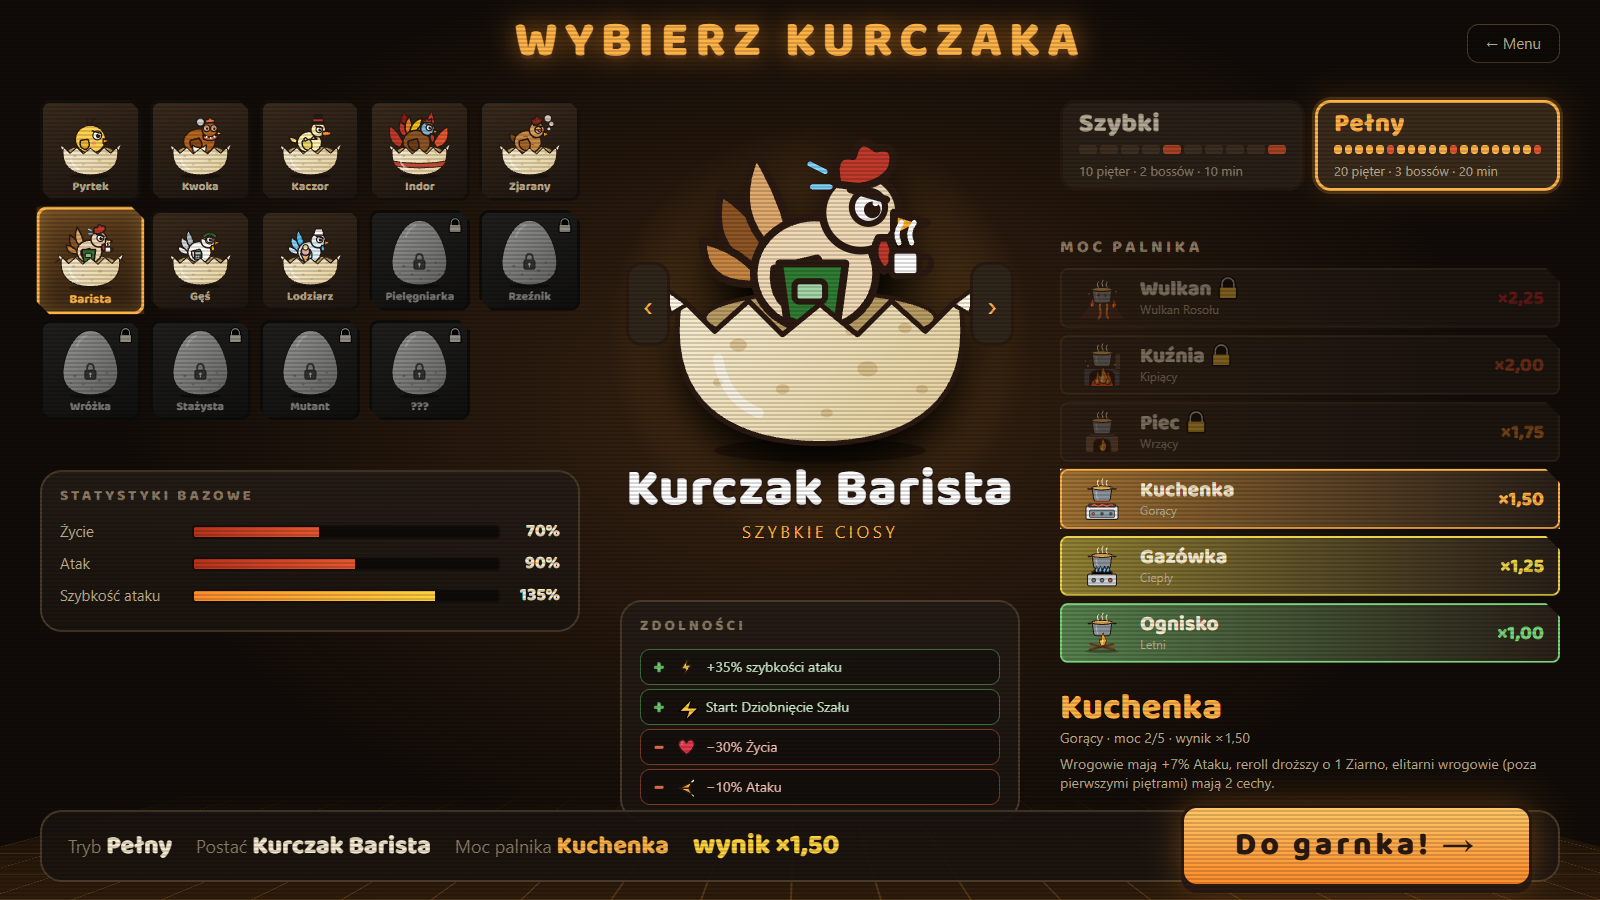 WYBIERZ KURCZAKA
← Menu
Pyrtek
Kwoka
Kaczor
Indor
Zjarany
Barista
Gęś
Lodziarz
Pielęgniarka
Rzeźnik
Wróżka
Stażysta
Mutant
???
STATYSTYKI BAZOWE
Życie 70%
Atak 90%
Szybkość ataku 135%
‹
›
Kurczak Barista
SZYBKIE CIOSY
ZDOLNOŚCI
+ +35% szybkości ataku
+ Start: Dziobnięcie Szału
− −30% Życia
− −10% Ataku
Szybki
10 pięter · 2 bossów · 10 min
Pełny
20 pięter · 3 bossów · 20 min
MOC PALNIKA
Wulkan
Wulkan Rosołu
×2,25
Kuźnia
Kipiący
×2,00
Piec
Wrzący
×1,75
Kuchenka
Gorący
×1,50
Gazówka
Ciepły
×1,25
Ognisko
Letni
×1,00
Kuchenka
Gorący · moc 2/5 · wynik ×1,50
Wrogowie mają +7% Ataku, reroll droższy o 1 Ziarno, elitarni wrogowie (poza
pierwszymi piętrami) mają 2 cechy.
Tryb Pełny Postać Kurczak Barista Moc palnika Kuchenka wynik ×1,50
Do garnka! →